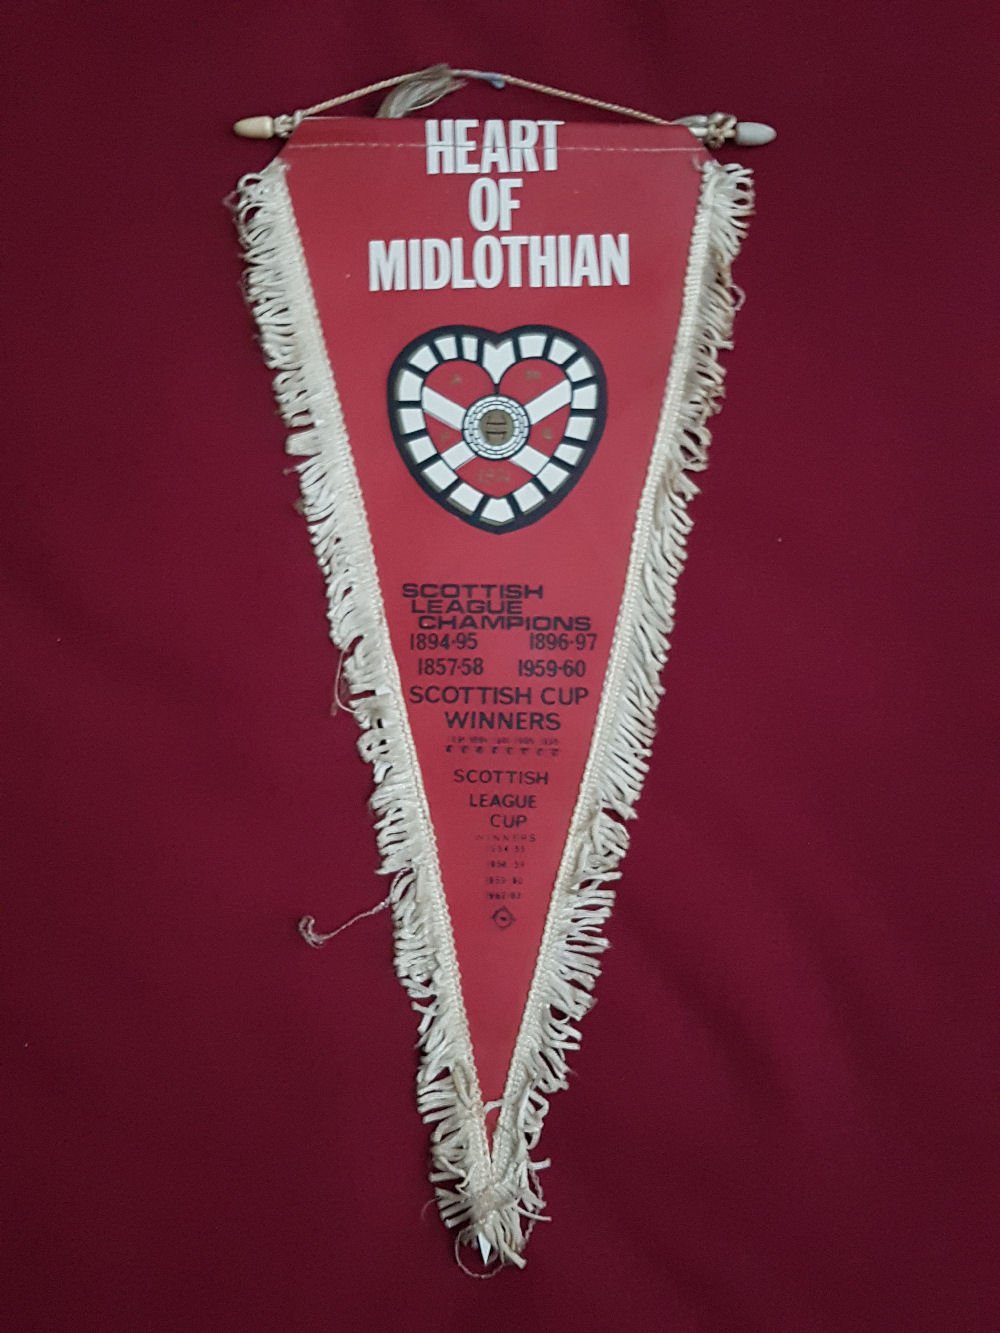 HEART
OF
MIDLOTHIAN
SCOTTISH
LEAGUE
CHAMPIONS
1894-95 1896-97
1857-58 1959-60
SCOTTISH CUP
WINNERS
SCOTTISH
LEAGUE
CUP
WINNERS